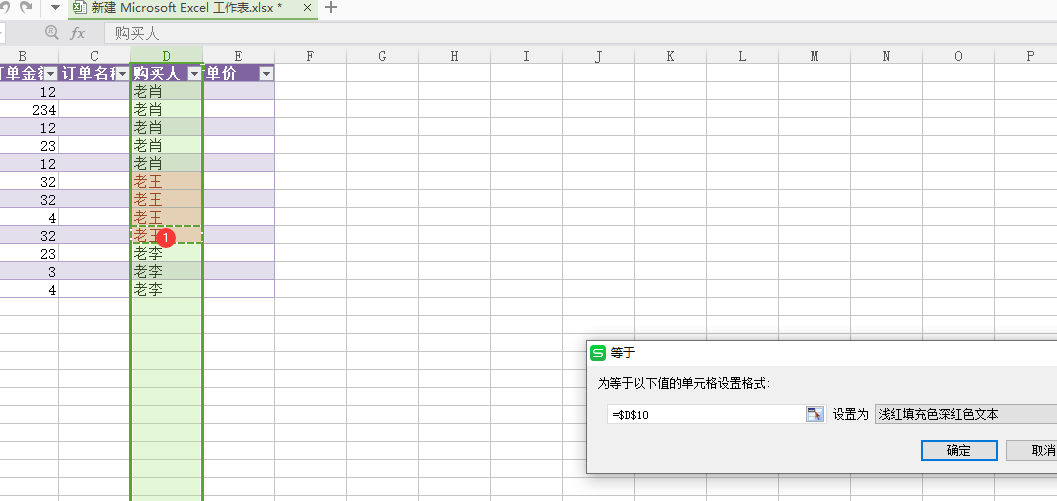 新建 Microsoft Excel 工作表.xlsx *
fx 购买人
B C D E F G H I J K L M N O P
订单金额 订单名称 购买人 单价
12 老肖
234 老肖
12 老肖
23 老肖
12 老肖
32 老王
32 老王
4 老王
32 老王 1
23 老李
3 老李
4 老李
S 等于
为等于以下值的单元格设置格式:
=$D$10 设置为 浅红填充色深红色文本
确定 取消